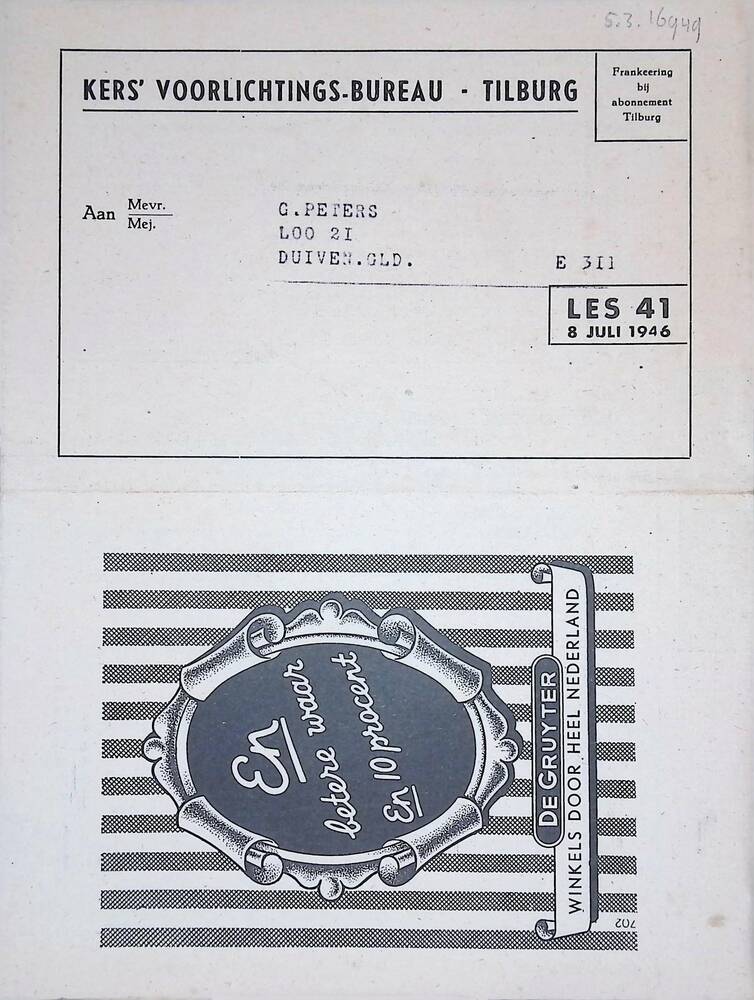 5.3.16949
KERS' VOORLICHTINGS-BUREAU - TILBURG
Frankeering
bij
abonnement
Tilburg
Aan Mevr.
Mej.
G.PETERS
LOO 2I
DUIVEN.GLD.
E 311
LES 41
8 JULI 1946
En
betere waar
En 10 procent
DE GRUYTER
WINKELS DOOR HEEL NEDERLAND
702